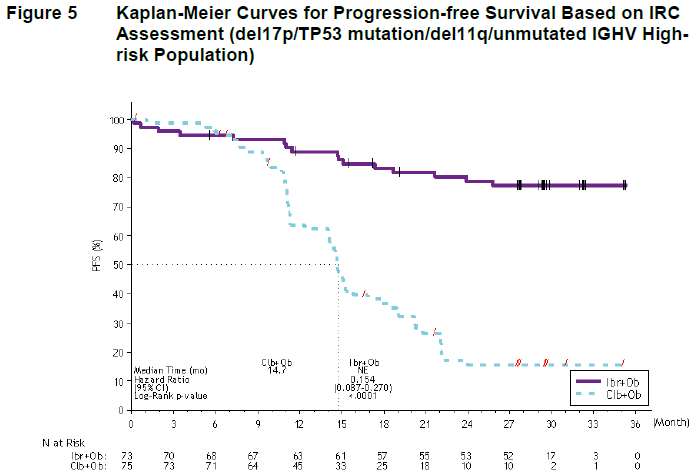 Figure 5 Kaplan-Meier Curves for Progression-free Survival Based on IRC
Assessment (del17p/TP53 mutation/del11q/unmutated IGHV High-
risk Population)
100
90
80
70
60
50
40
30
20
10
0
PFS (%)
Clb+Ob Ibr+Ob
Median Time (mo) 14.7 NE
Hazard Ratio 0.154
(95% CI) (0.087-0.270)
Log-Rank p-value <.0001
Ibr+Ob
Clb+Ob
0 3 6 9 12 15 18 21 24 27 30 33 36 (Month)
N at Risk
Ibr+Ob: 73 70 68 67 63 61 57 55 53 52 17 3 0
Clb+Ob: 75 73 71 64 45 33 25 18 10 10 2 1 0